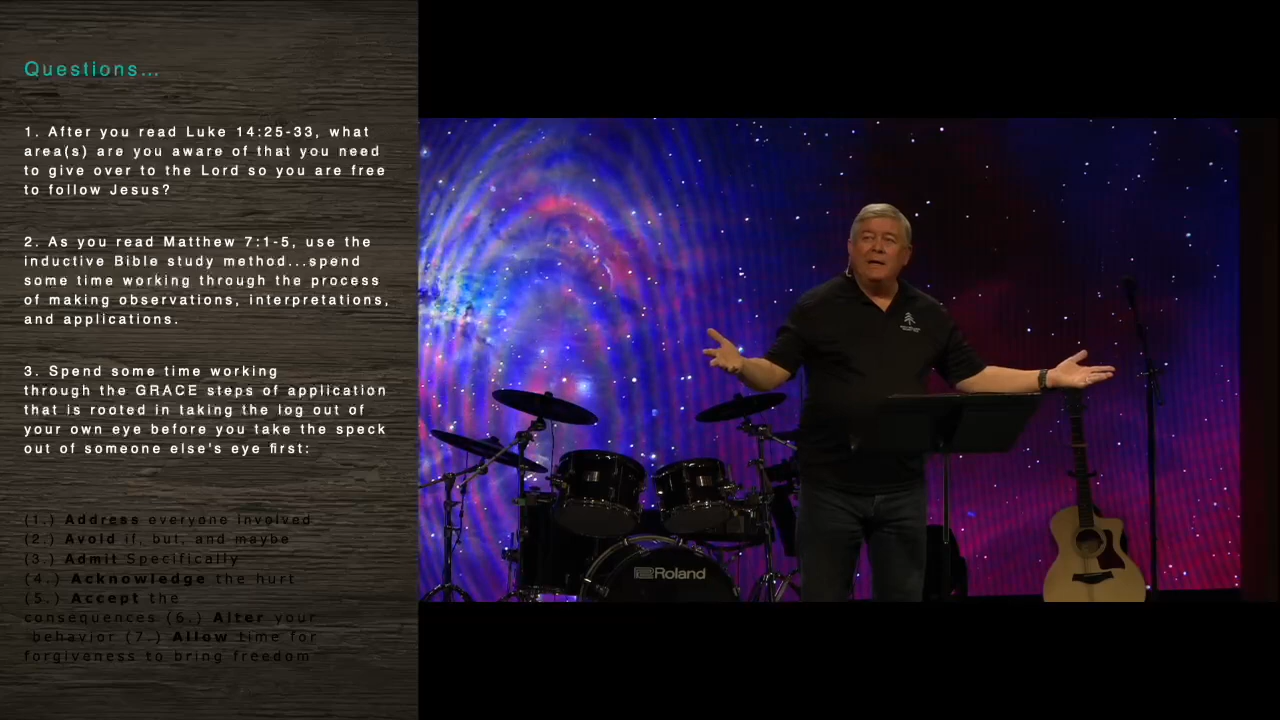 Questions...
1. After you read Luke 14:25-33, what
area(s) are you aware of that you need
to give over to the Lord so you are free
to follow Jesus?
2. As you read Matthew 7:1-5, use the
inductive Bible study method...spend
some time working through the process
of making observations, interpretations,
and applications.
3. Spend some time working
through the GRACE steps of application
that is rooted in taking the log out of
your own eye before you take the speck
out of someone else's eye first:
(1.) Address everyone involved
(2.) Avoid if, but, and maybe
(3.) Admit Specifically
(4.) Acknowledge the hurt
(5.) Accept the
consequences (6.) Alter your
behavior (7.) Allow time for
forgiveness to bring freedom
Roland